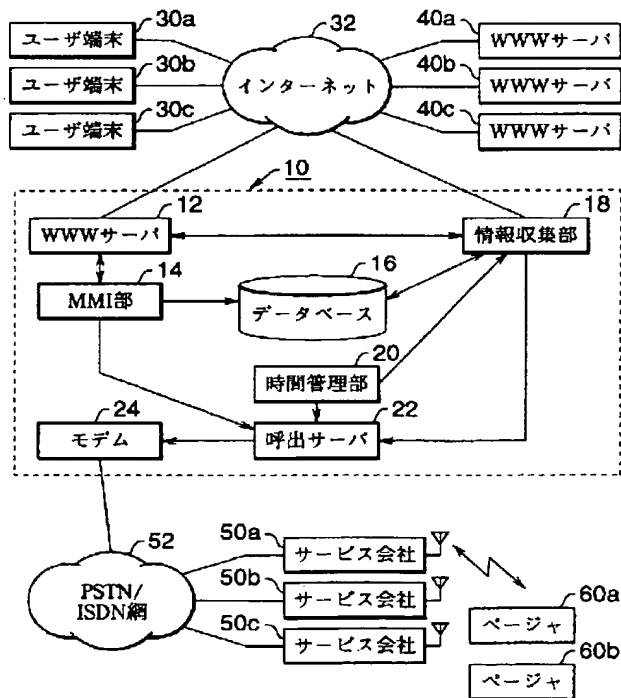 30a
ユーザ端末
30b
ユーザ端末
30c
ユーザ端末
32
インターネット
40a
WWWサーバ
40b
WWWサーバ
40c
WWWサーバ
10
12
WWWサーバ
14
MMI部
16
データベース
18
情報収集部
20
時間管理部
22
呼出サーバ
24
モデム
52
PSTN/
ISDN網
50a
サービス会社
50b
サービス会社
50c
サービス会社
60a
ページャ
60b
ページャ